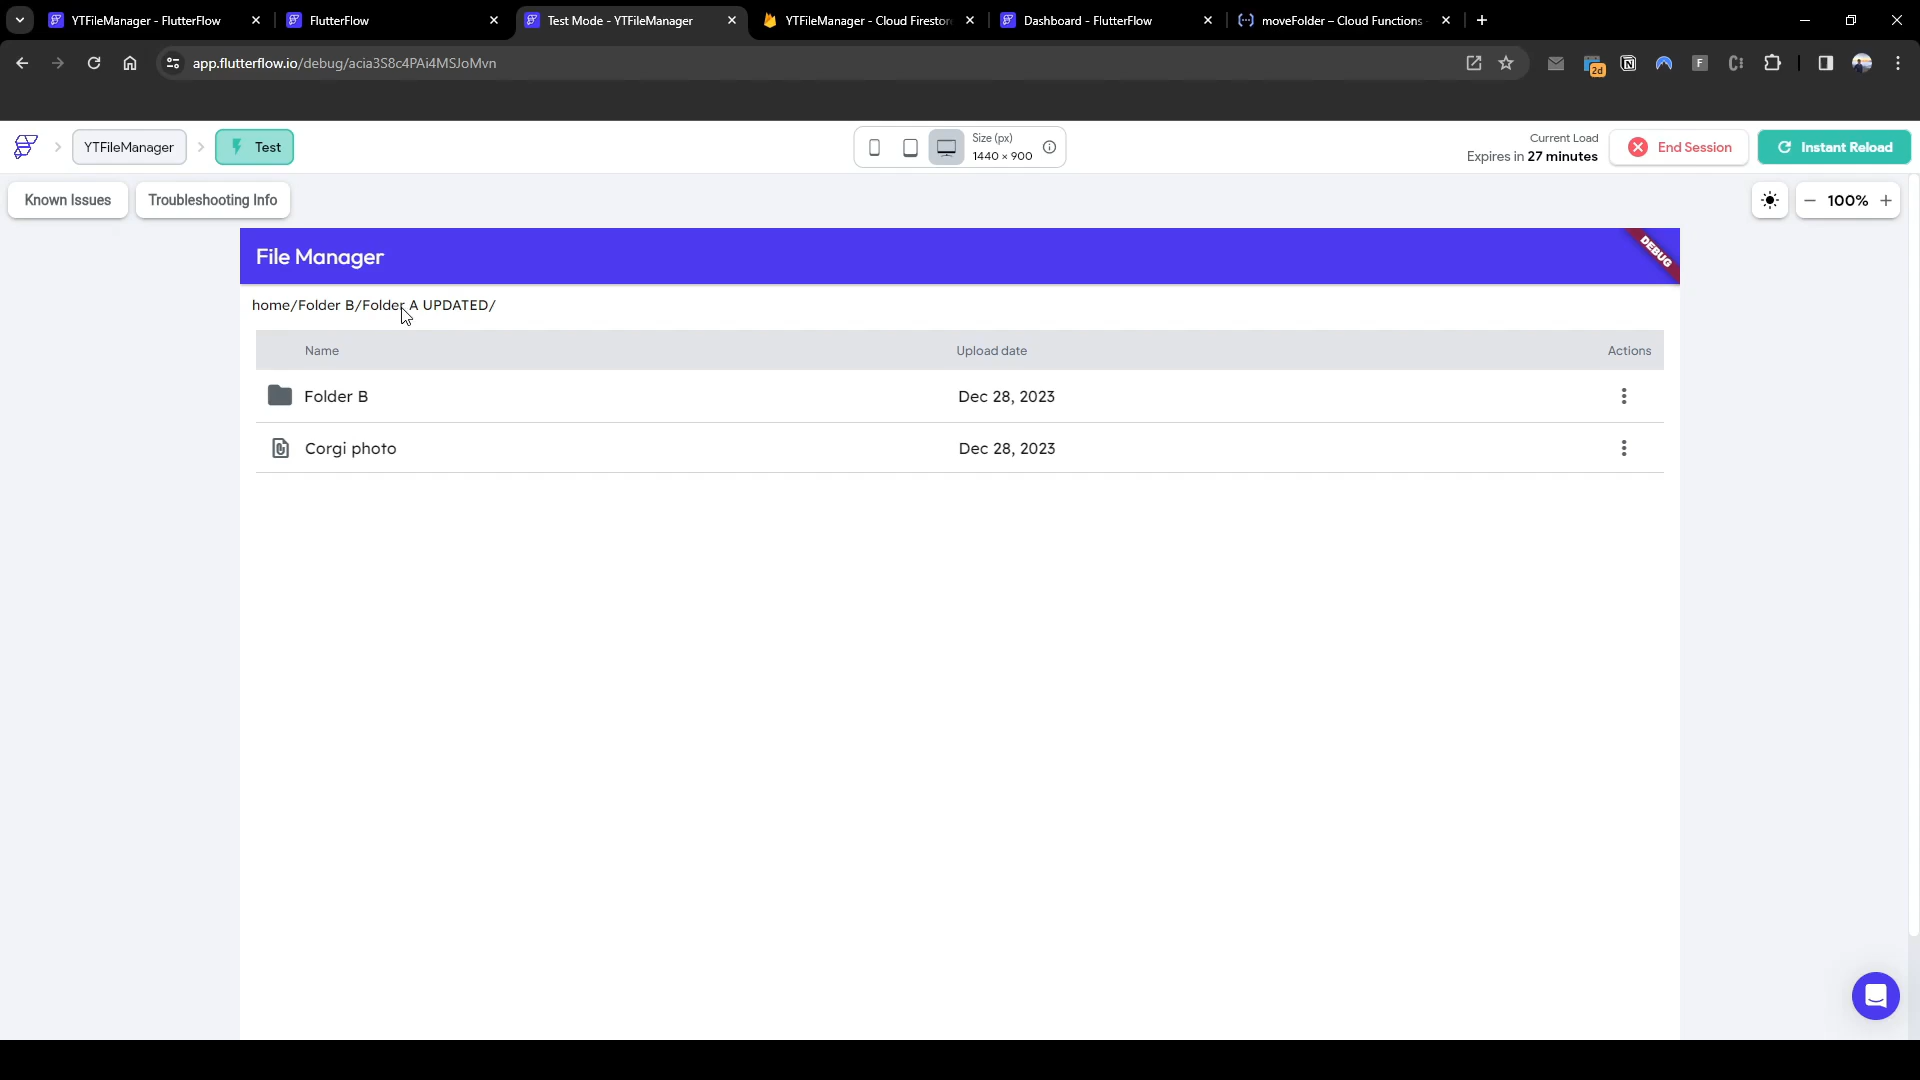 YTFileManager - FlutterFlow
FlutterFlow
Test Mode - YTFileManager
YTFileManager - Cloud Firestore
Dashboard - FlutterFlow
moveFolder – Cloud Functions
app.flutterflow.io/debug/acia3S8c4PAi4MSJoMvn
2d
F
YTFileManager
Test
Size (px)
1440 × 900
Current Load
Expires in 27 minutes
End Session
Instant Reload
Known Issues
Troubleshooting Info
100%
File Manager
DEBUG
home/Folder B/Folder A UPDATED/
Name
Upload date
Actions
Folder B
Dec 28, 2023
Corgi photo
Dec 28, 2023